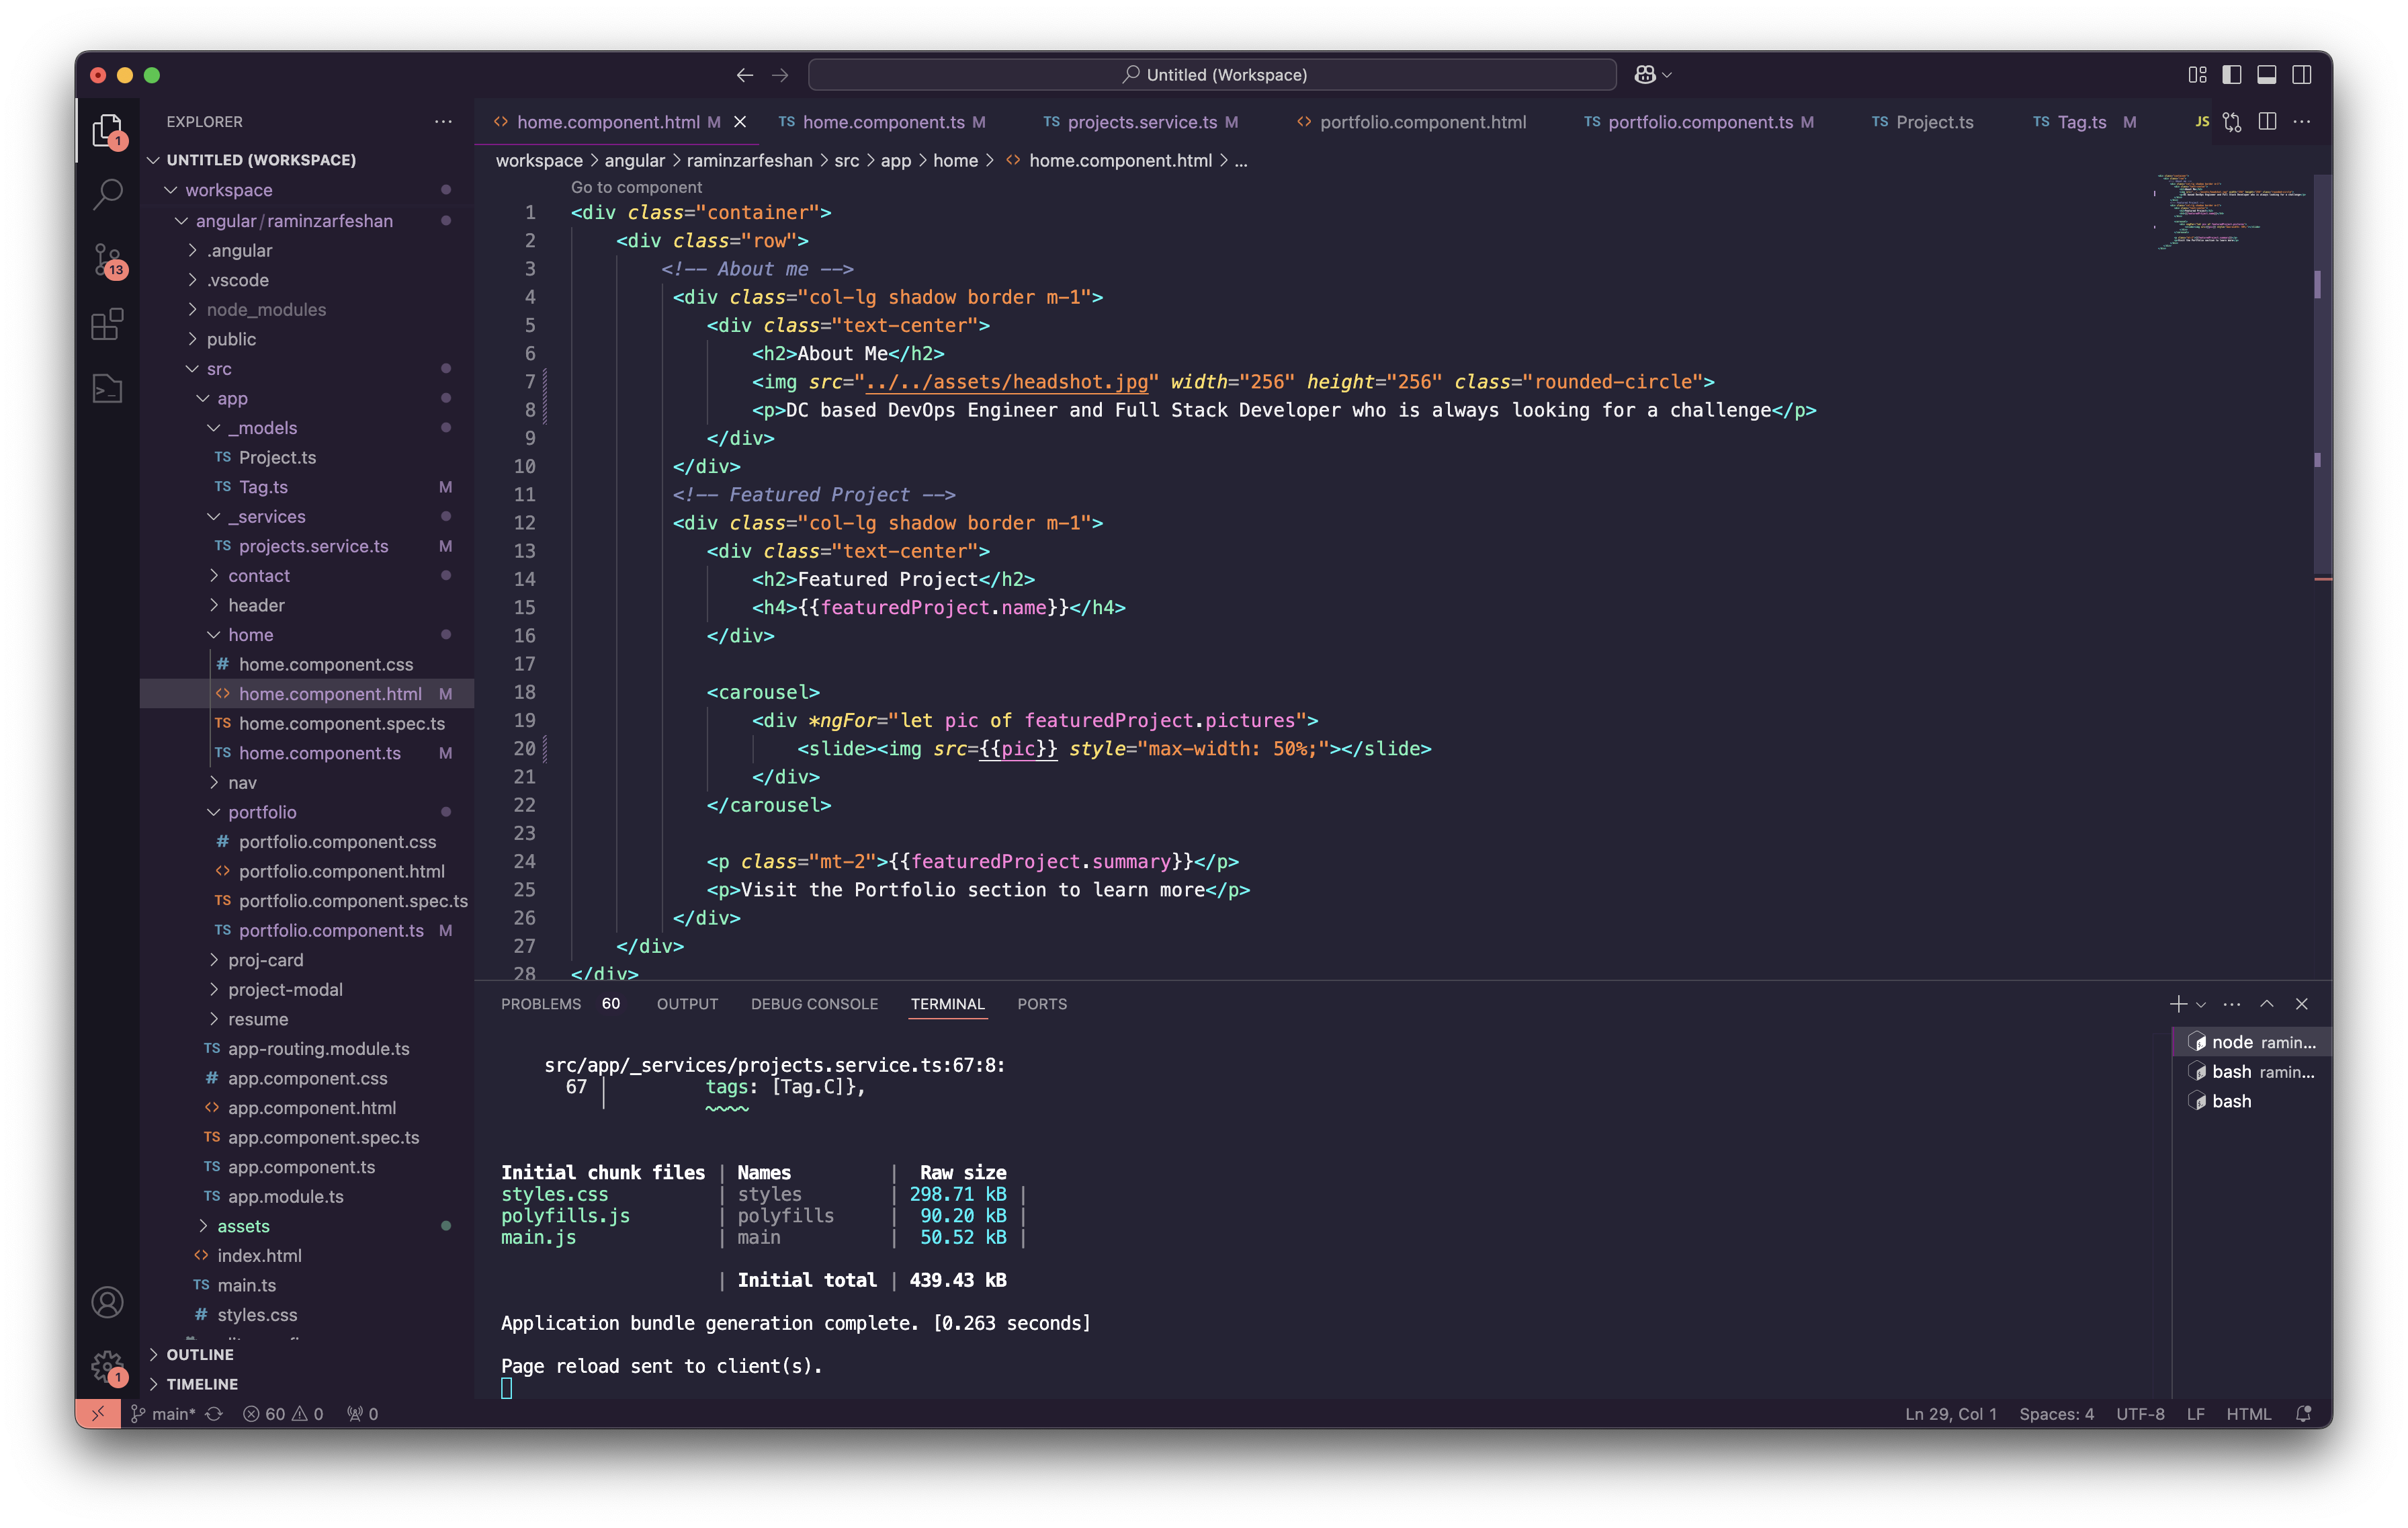 Untitled (Workspace)
EXPLORER
UNTITLED (WORKSPACE)
workspace
angular/raminzarfeshan
.angular
.vscode
node_modules
public
src
app
_models
TS Project.ts
TS Tag.ts M
_services
TS projects.service.ts M
contact
header
home
# home.component.css
<> home.component.html M
TS home.component.spec.ts
TS home.component.ts M
nav
portfolio
# portfolio.component.css
<> portfolio.component.html
TS portfolio.component.spec.ts
TS portfolio.component.ts M
proj-card
project-modal
resume
TS app-routing.module.ts
# app.component.css
<> app.component.html
TS app.component.spec.ts
TS app.component.ts
TS app.module.ts
assets
<> index.html
TS main.ts
# styles.css
OUTLINE
TIMELINE
1
13
1
<> home.component.html M TS home.component.ts M TS projects.service.ts M <> portfolio.component.html TS portfolio.component.ts M TS Project.ts TS Tag.ts M JS
workspace > angular > raminzarfeshan > src > app > home > <> home.component.html > ...
Go to component
1 <div class="container">
2 <div class="row">
3 <!-- About me -->
4 <div class="col-lg shadow border m-1">
5 <div class="text-center">
6 <h2>About Me</h2>
7 <img src="../../assets/headshot.jpg" width="256" height="256" class="rounded-circle">
8 <p>DC based DevOps Engineer and Full Stack Developer who is always looking for a challenge</p>
9 </div>
10 </div>
11 <!-- Featured Project -->
12 <div class="col-lg shadow border m-1">
13 <div class="text-center">
14 <h2>Featured Project</h2>
15 <h4>{{featuredProject.name}}</h4>
16 </div>
17
18 <carousel>
19 <div *ngFor="let pic of featuredProject.pictures">
20 <slide><img src={{pic}} style="max-width: 50%;"></slide>
21 </div>
22 </carousel>
23
24 <p class="mt-2">{{featuredProject.summary}}</p>
25 <p>Visit the Portfolio section to learn more</p>
26 </div>
27 </div>
28 </div>
PROBLEMS 60 OUTPUT DEBUG CONSOLE TERMINAL PORTS
src/app/_services/projects.service.ts:67:8:
67 │ tags: [Tag.C]},
~~~~
Initial chunk files | Names | Raw size
styles.css | styles | 298.71 kB |
polyfills.js | polyfills | 90.20 kB |
main.js | main | 50.52 kB |
| Initial total | 439.43 kB
Application bundle generation complete. [0.263 seconds]
Page reload sent to client(s).
node ramin...
bash ramin...
bash
main* 60 0 0
Ln 29, Col 1 Spaces: 4 UTF-8 LF HTML